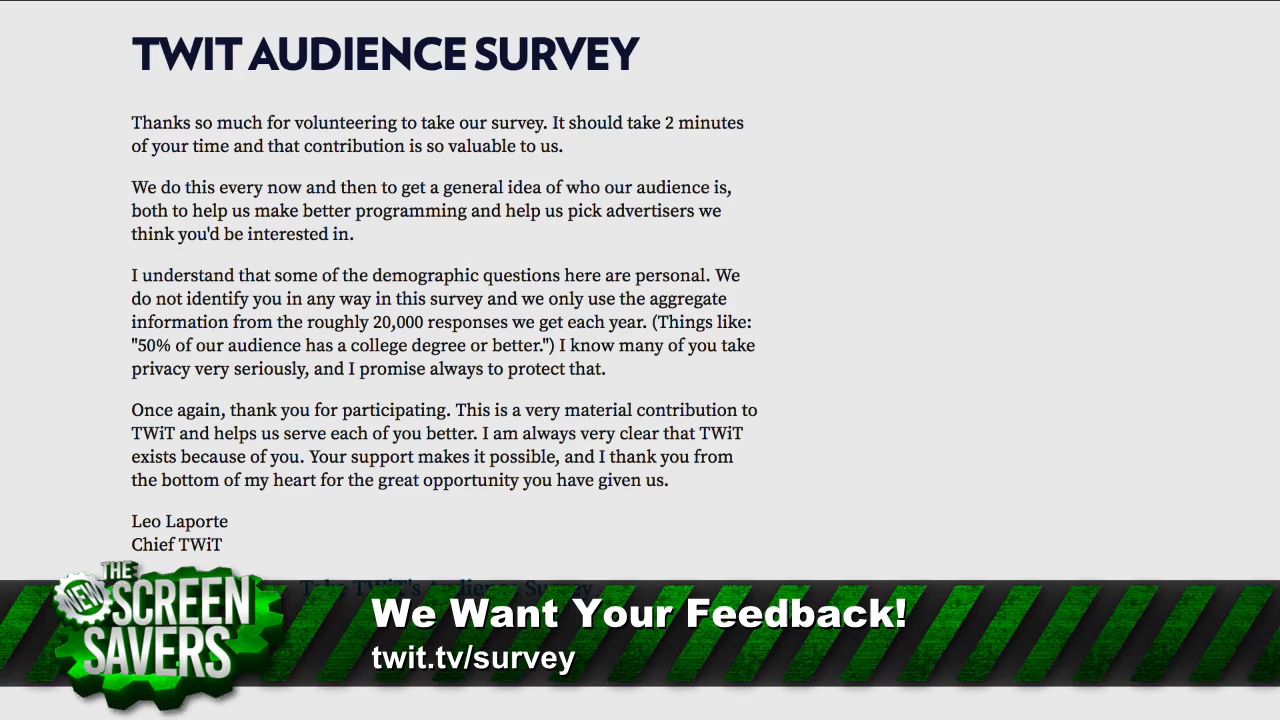 TWIT AUDIENCE SURVEY
Thanks so much for volunteering to take our survey. It should take 2 minutes
of your time and that contribution is so valuable to us.
We do this every now and then to get a general idea of who our audience is,
both to help us make better programming and help us pick advertisers we
think you'd be interested in.
I understand that some of the demographic questions here are personal. We
do not identify you in any way in this survey and we only use the aggregate
information from the roughly 20,000 responses we get each year. (Things like:
"50% of our audience has a college degree or better.") I know many of you take
privacy very seriously, and I promise always to protect that.
Once again, thank you for participating. This is a very material contribution to
TWiT and helps us serve each of you better. I am always very clear that TWiT
exists because of you. Your support makes it possible, and I thank you from
the bottom of my heart for the great opportunity you have given us.
Leo Laporte
Chief TWiT
Take TWiT's Audience Survey
THE
NEW
SCREEN
SAVERS
We Want Your Feedback!
twit.tv/survey